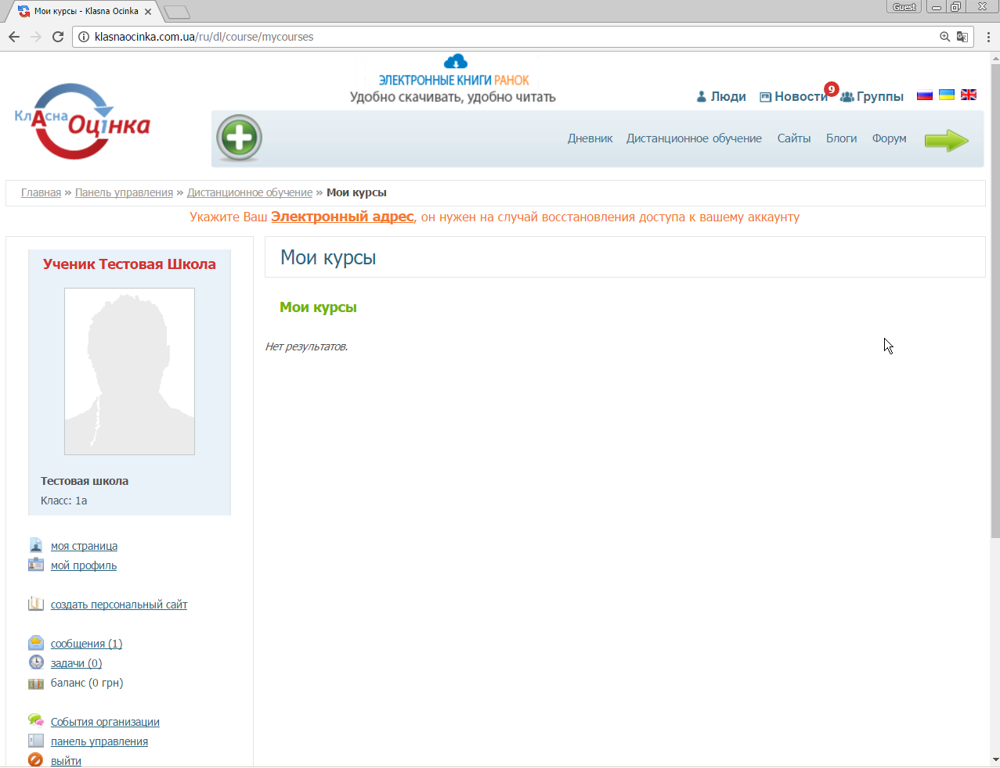 Мои курсы - Klasna Ocinka
Guest
klasnaocinka.com.ua/ru/dl/course/mycourses
ЭЛЕКТРОННЫЕ КНИГИ РАНОК
Удобно скачивать, удобно читать
КлАсна Оцінка
Люди Новости 9 Группы
Дневник Дистанционное обучение Сайты Блоги Форум
Главная » Панель управления » Дистанционное обучение » Мои курсы
Укажите Ваш Электронный адрес, он нужен на случай восстановления доступа к вашему аккаунту
Ученик Тестовая Школа
Тестовая школа
Класс: 1а
моя страница
мой профиль
создать персональный сайт
сообщения (1)
задачи (0)
баланс (0 грн)
События организации
панель управления
выйти
Мои курсы
Мои курсы
Нет результатов.